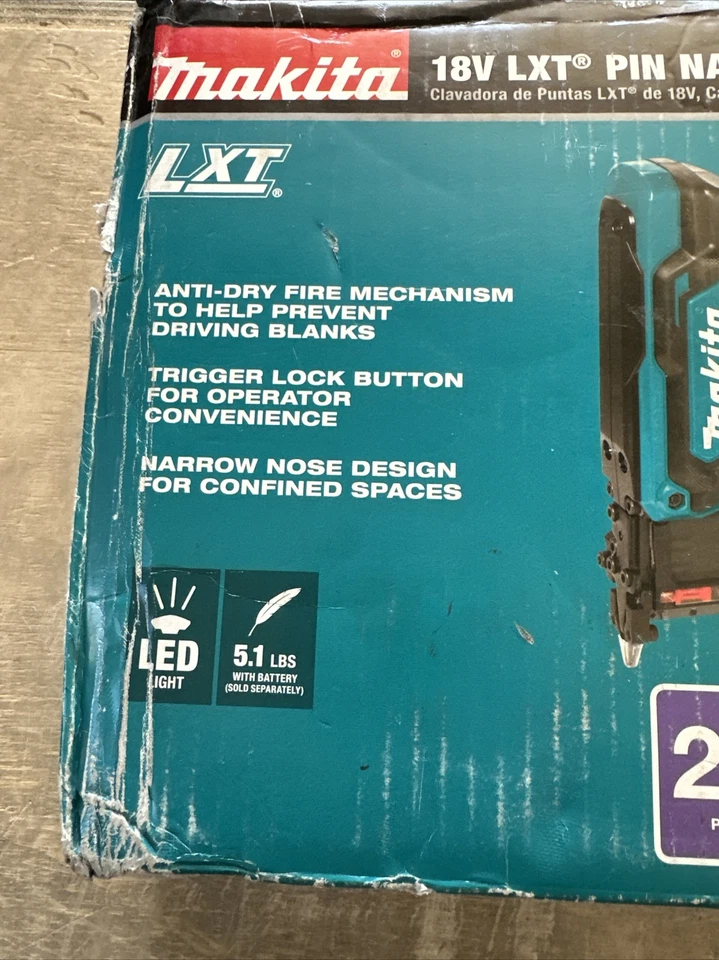 makita®
18V LXT® PIN NA
Clavadora de Puntas LXT® de 18V, Ca
LXT®
ANTI-DRY FIRE MECHANISM
TO HELP PREVENT
DRIVING BLANKS
TRIGGER LOCK BUTTON
FOR OPERATOR
CONVENIENCE
NARROW NOSE DESIGN
FOR CONFINED SPACES
LED
LIGHT
5.1 LBS
WITH BATTERY
(SOLD SEPARATELY)
makita
2
P